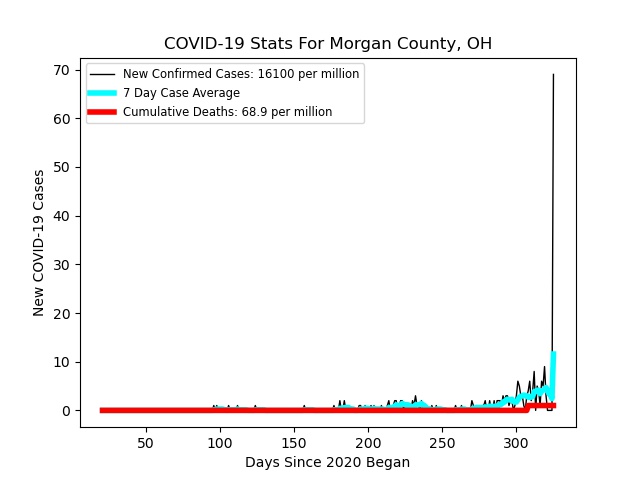 COVID-19 Stats For Morgan County, OH
New Confirmed Cases: 16100 per million
7 Day Case Average
Cumulative Deaths: 68.9 per million
New COVID-19 Cases
70
60
50
40
30
20
10
0
50 100 150 200 250 300
Days Since 2020 Began